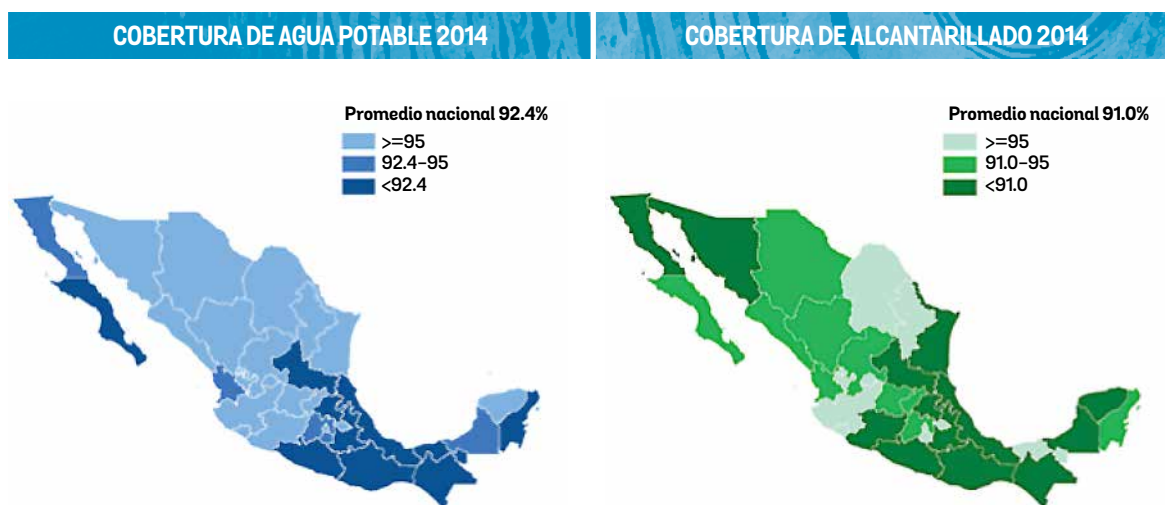 COBERTURA DE AGUA POTABLE 2014
Promedio nacional 92.4%
>=95
92.4–95
<92.4
COBERTURA DE ALCANTARILLADO 2014
Promedio nacional 91.0%
>=95
91.0–95
<91.0